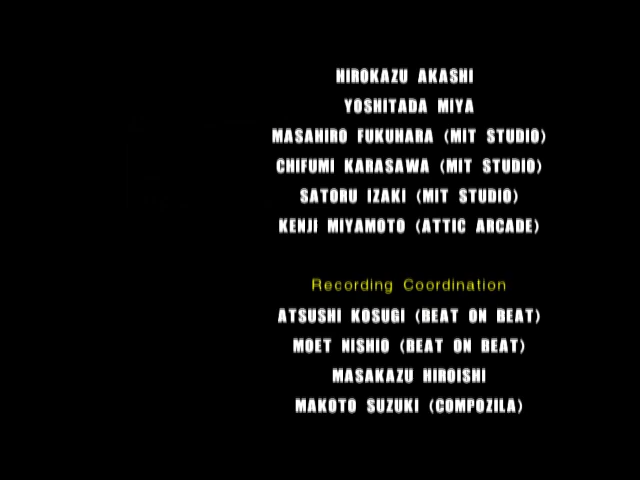 HIROKAZU AKASHI
YOSHITADA MIYA
MASAHIRO FUKUHARA (MIT STUDIO)
CHIFUMI KARASAWA (MIT STUDIO)
SATORU IZAKI (MIT STUDIO)
KENJI MIYAMOTO (ATTIC ARCADE)
Recording Coordination
ATSUSHI KOSUGI (BEAT ON BEAT)
MOET NISHIO (BEAT ON BEAT)
MASAKAZU HIROISHI
MAKOTO SUZUKI (COMPOZILA)